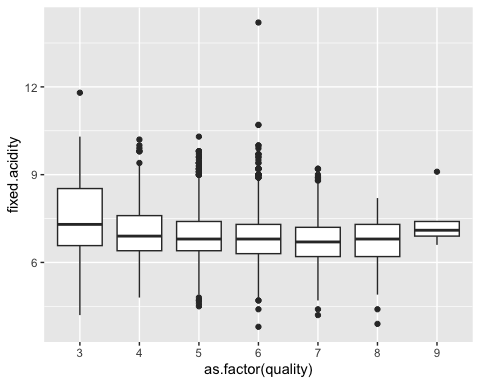 fixed.acidity
12
9
6
3 4 5 6 7 8 9
as.factor(quality)